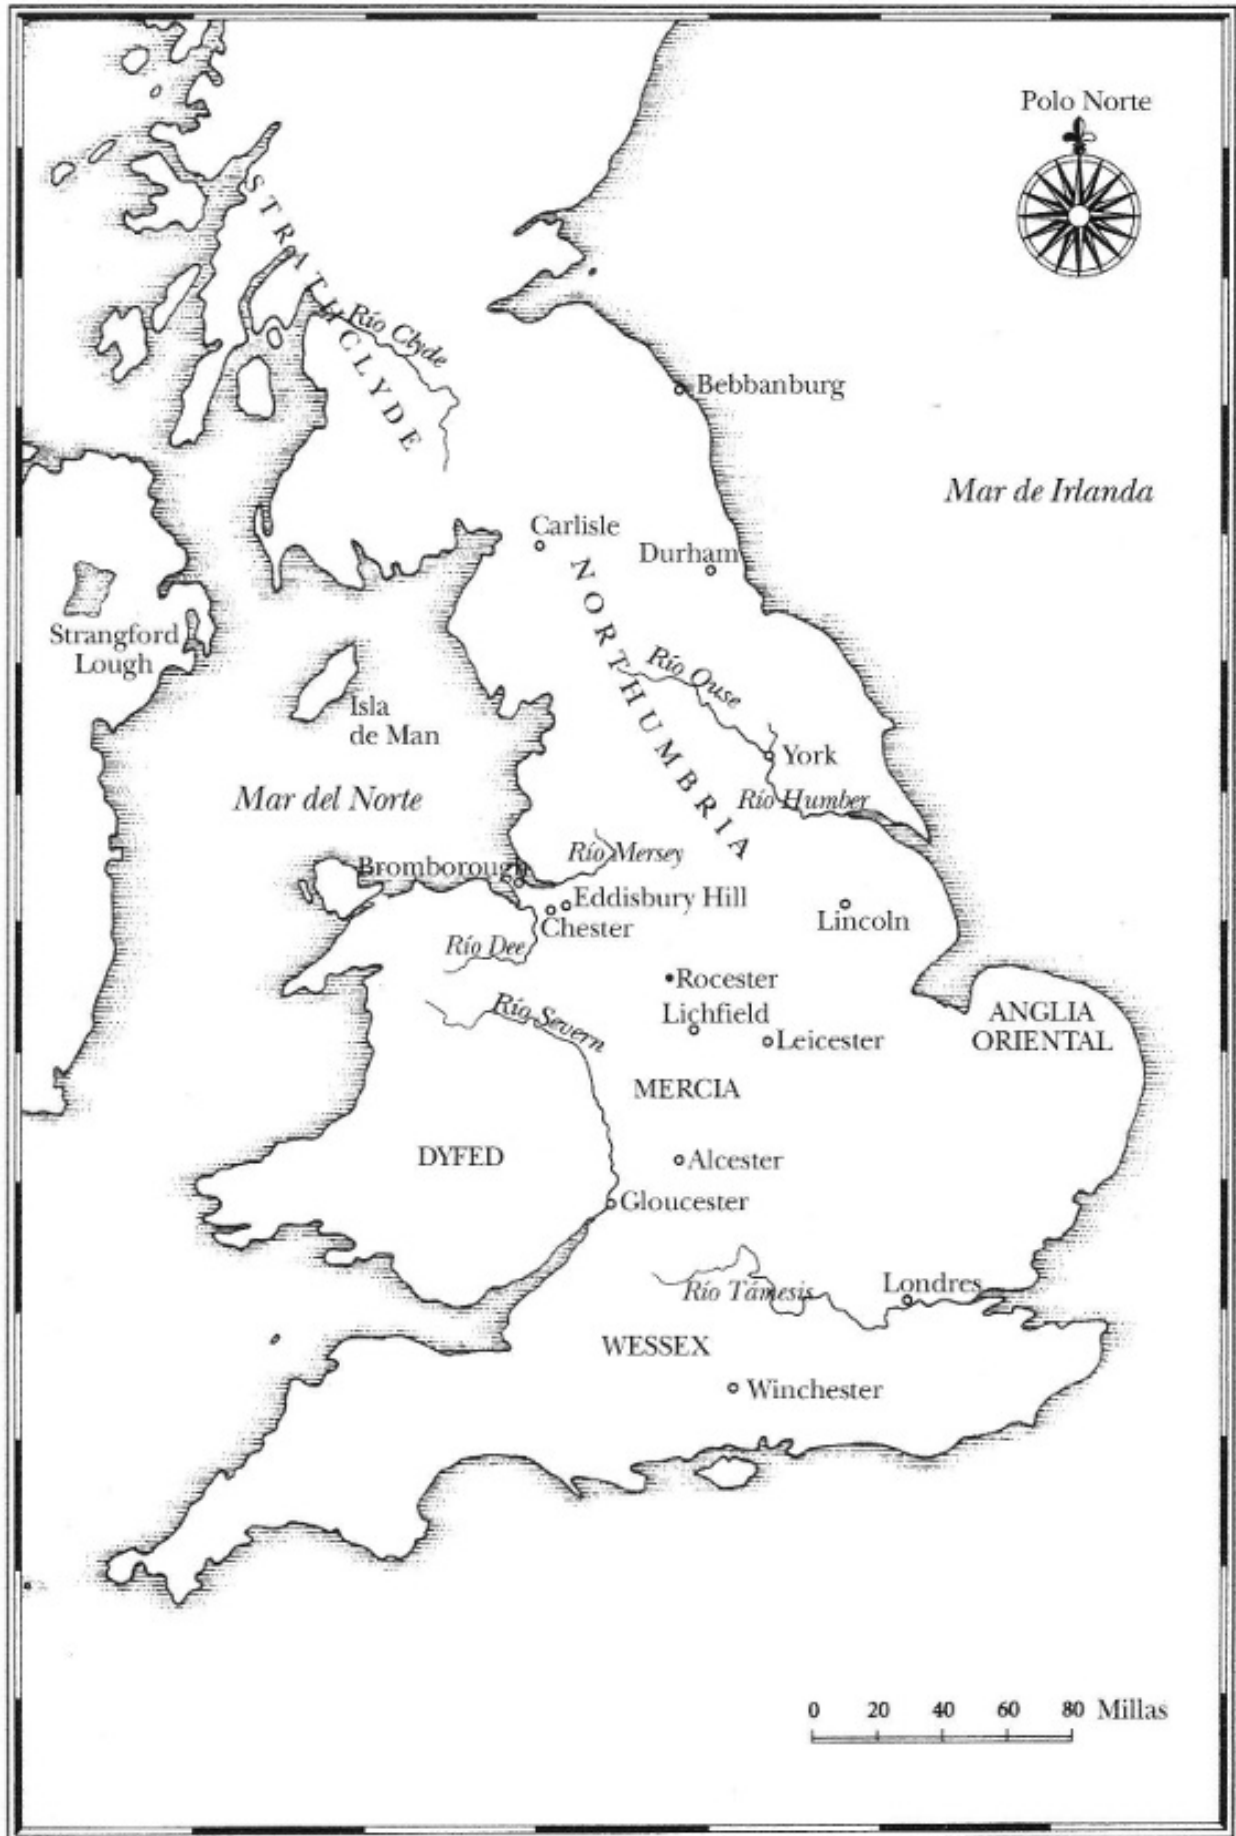 Polo Norte
STRATHCLYDE
Río Clyde
Bebbanburg
Mar de Irlanda
Carlisle
Durham
NORTHUMBRIA
Strangford
Lough
Río Ouse
Isla
de Man
York
Mar del Norte
Río Humber
Río Mersey
Bromborough
Eddisbury Hill
Chester
Lincoln
Río Dee
Rocester
Río Severn
Lichfield
ANGLIA
ORIENTAL
Leicester
MERCIA
DYFED
Alcester
Gloucester
Río Támesis
Londres
WESSEX
Winchester
0 20 40 60 80 Millas